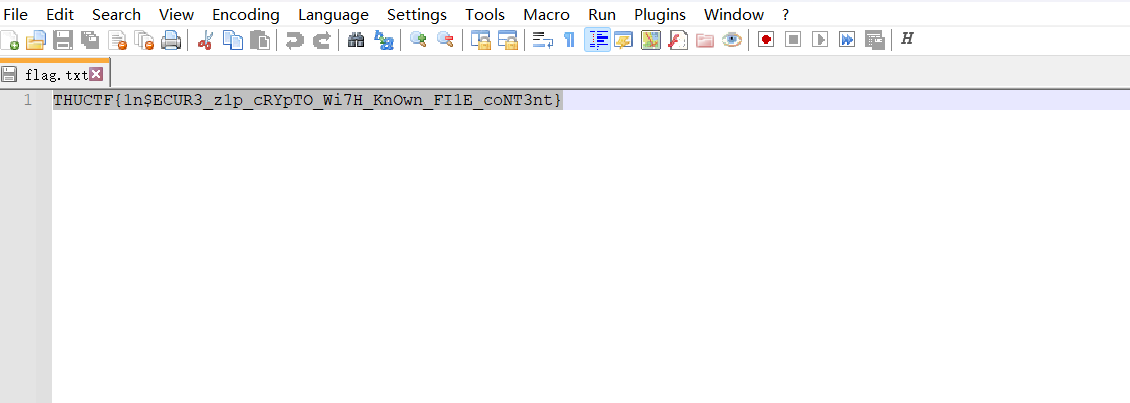 File Edit Search View Encoding Language Settings Tools Macro Run Plugins Window ?
H
flag.txt
1 THUCTF{1n$ECUR3_z1p_cRYpTO_Wi7H_KnOwn_FI1E_coNT3nt}